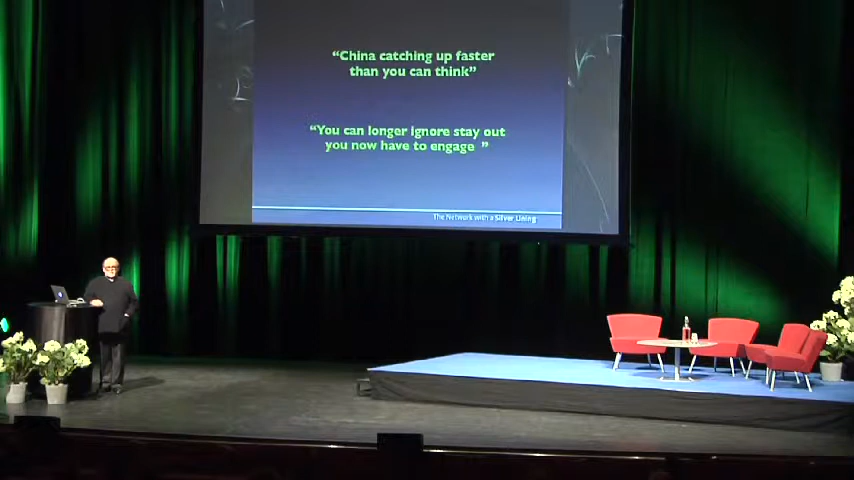 “China catching up faster
than you can think”
“You can longer ignore stay out
you now have to engage ”
The Network with a Silver Lining